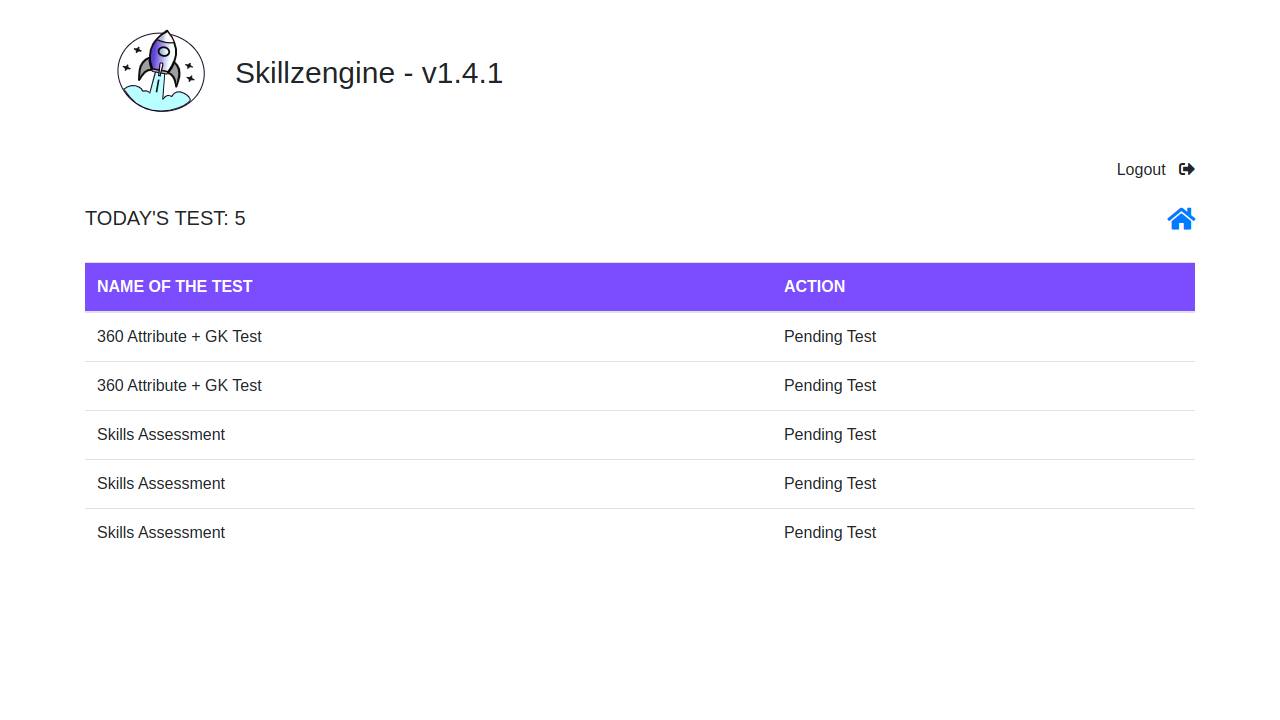 Skillzengine - v1.4.1
Logout
TODAY'S TEST: 5
NAME OF THE TEST ACTION
360 Attribute + GK Test Pending Test
360 Attribute + GK Test Pending Test
Skills Assessment Pending Test
Skills Assessment Pending Test
Skills Assessment Pending Test